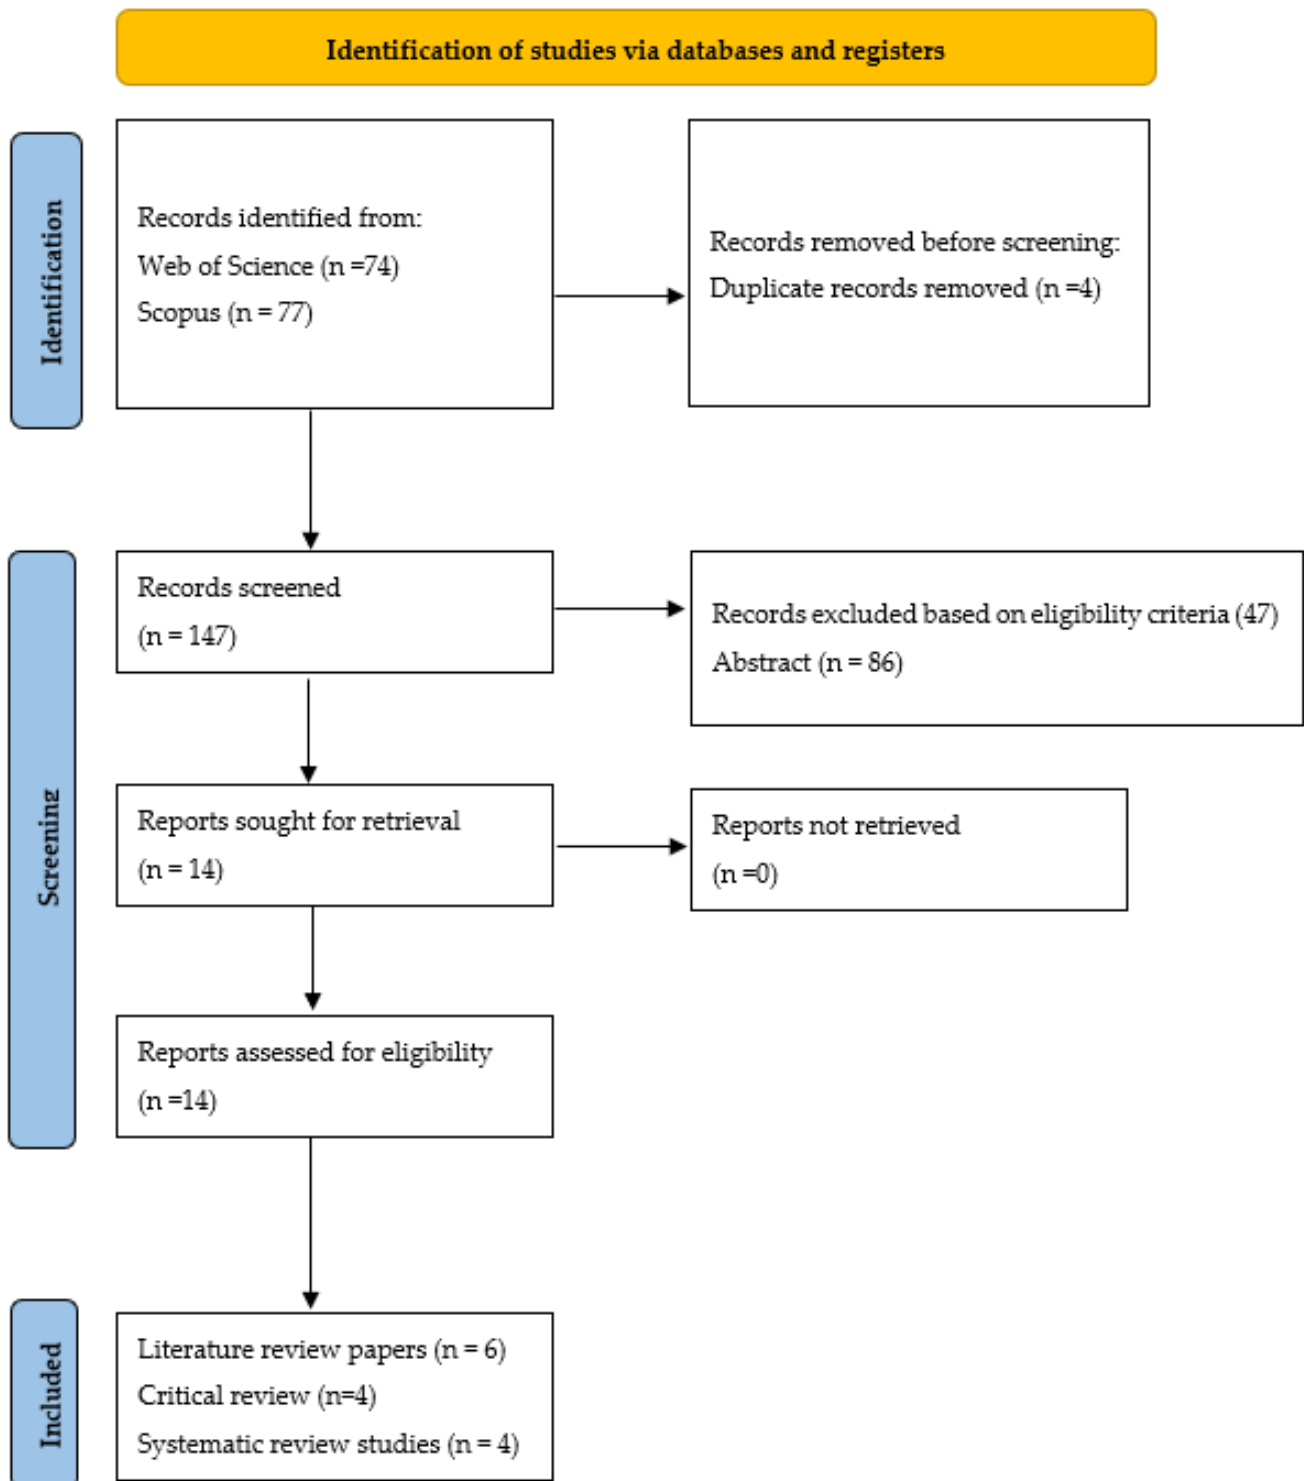 Identification of studies via databases and registers
Identification
Records identified from:
Web of Science (n =74)
Scopus (n = 77)
Records removed before screening:
Duplicate records removed (n =4)
Screening
Records screened
(n = 147)
Records excluded based on eligibility criteria (47)
Abstract (n = 86)
Reports sought for retrieval
(n = 14)
Reports not retrieved
(n =0)
Reports assessed for eligibility
(n =14)
Included
Literature review papers (n = 6)
Critical review (n=4)
Systematic review studies (n = 4)